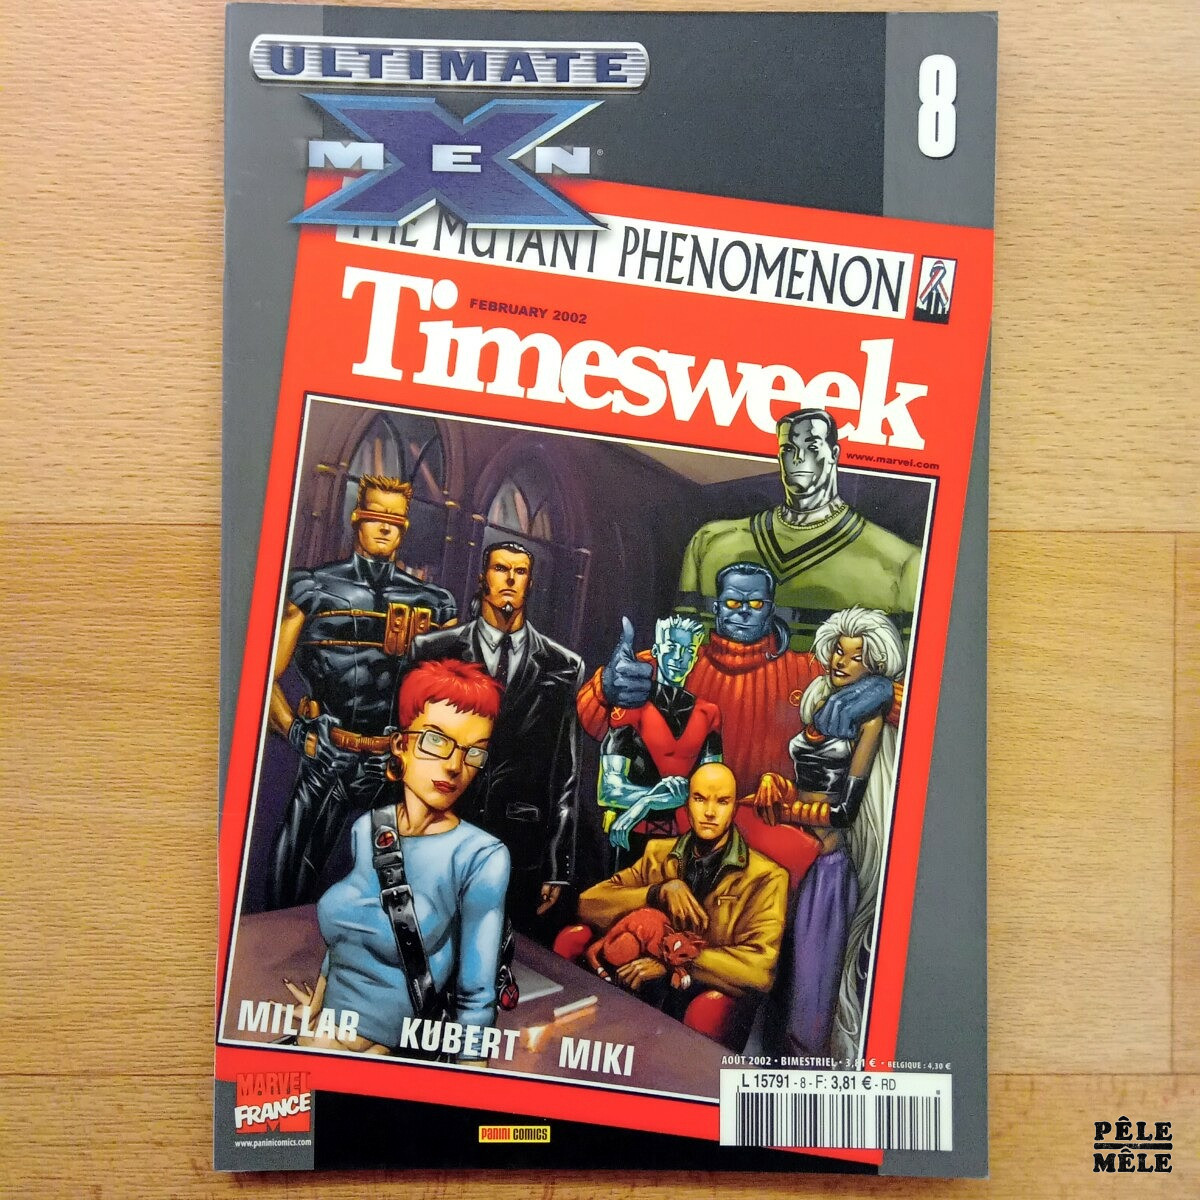 ULTIMATE
X
MEN®
8
THE MUTANT PHENOMENON
FEBRUARY 2002
Timesweek
www.marvel.com
MILLAR KUBERT MIKI
AOÛT 2002 • BIMESTRIEL • 3,81 € • BELGIQUE : 4,30 €
L 15791 - 8 - F: 3,81 € - RD
MARVEL
FRANCE
www.paninicomics.com
PANINI COMICS
PÊLE
MÊLE